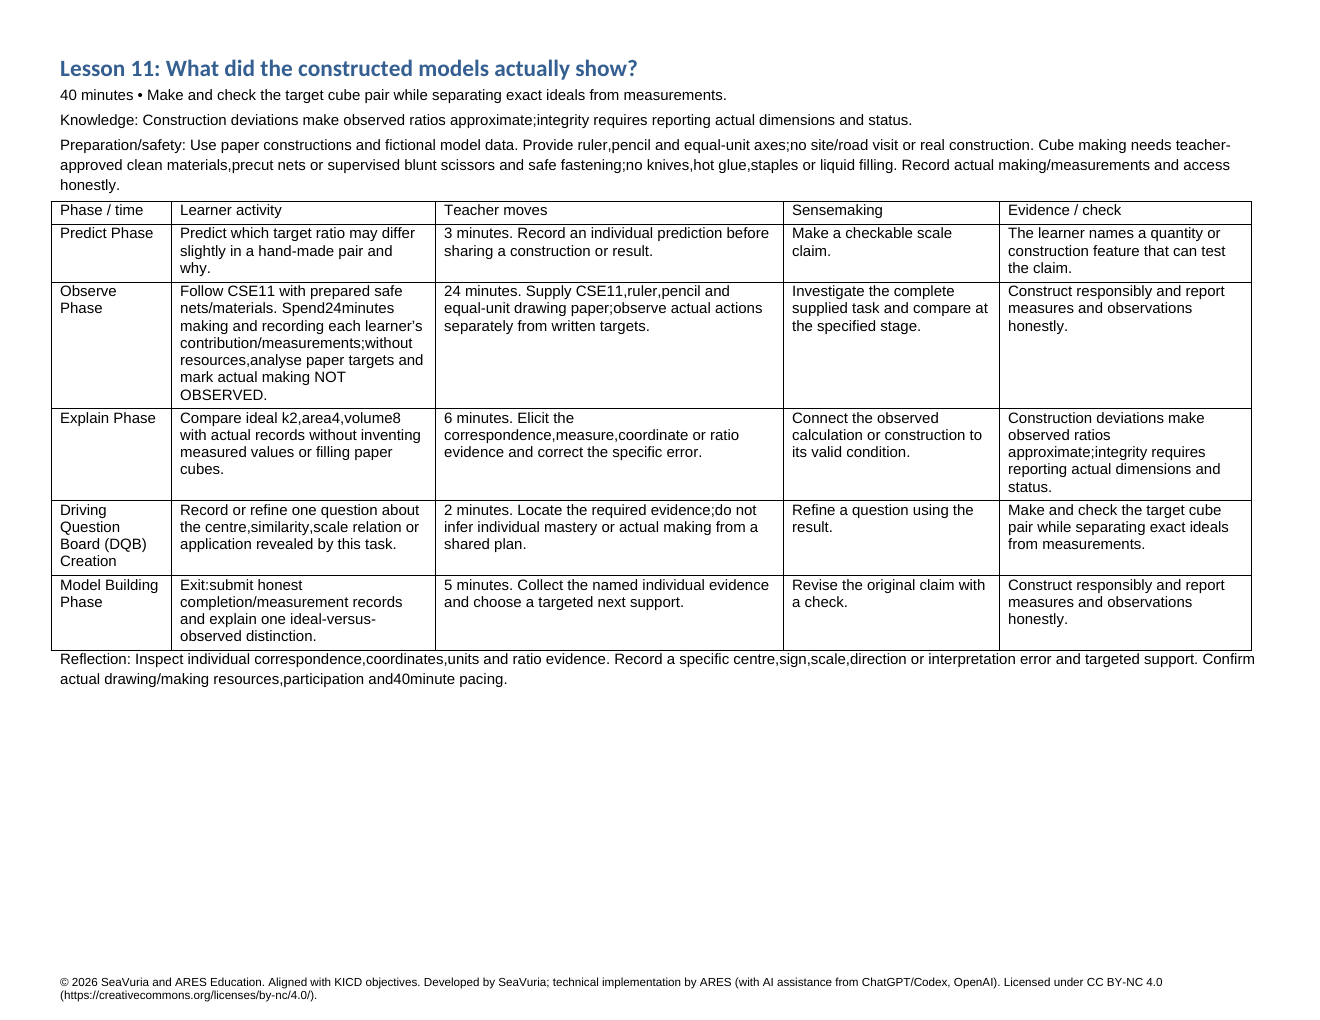 Lesson 11: What did the constructed models actually show?
40 minutes • Make and check the target cube pair while separating exact ideals from measurements.
Knowledge: Construction deviations make observed ratios approximate;integrity requires reporting actual dimensions and status.
Preparation/safety: Use paper constructions and fictional model data. Provide ruler,pencil and equal-unit axes;no site/road visit or real construction. Cube making needs teacher-
approved clean materials,precut nets or supervised blunt scissors and safe fastening;no knives,hot glue,staples or liquid filling. Record actual making/measurements and access
honestly.
Phase / time
Learner activity
Teacher moves
Sensemaking
Evidence / check
Predict Phase
Predict which target ratio may differ
slightly in a hand-made pair and
why.
3 minutes. Record an individual prediction before
sharing a construction or result.
Make a checkable scale
claim.
The learner names a quantity or
construction feature that can test
the claim.
Observe
Phase
Follow CSE11 with prepared safe
nets/materials. Spend24minutes
making and recording each learner's
contribution/measurements;without
resources,analyse paper targets and
mark actual making NOT
OBSERVED.
24 minutes. Supply CSE11,ruler,pencil and
equal-unit drawing paper;observe actual actions
separately from written targets.
Investigate the complete
supplied task and compare at
the specified stage.
Construct responsibly and report
measures and observations
honestly.
Explain Phase
Compare ideal k2,area4,volume8
with actual records without inventing
measured values or filling paper
cubes.
6 minutes. Elicit the
correspondence,measure,coordinate or ratio
evidence and correct the specific error.
Connect the observed
calculation or construction to
its valid condition.
Construction deviations make
observed ratios
approximate;integrity requires
reporting actual dimensions and
status.
Driving
Question
Board (DQB)
Creation
Record or refine one question about
the centre,similarity,scale relation or
application revealed by this task.
2 minutes. Locate the required evidence;do not
infer individual mastery or actual making from a
shared plan.
Refine a question using the
result.
Make and check the target cube
pair while separating exact ideals
from measurements.
Model Building
Phase
Exit:submit honest
completion/measurement records
and explain one ideal-versus-
observed distinction.
5 minutes. Collect the named individual evidence
and choose a targeted next support.
Revise the original claim with
a check.
Construct responsibly and report
measures and observations
honestly.
Reflection: Inspect individual correspondence,coordinates,units and ratio evidence. Record a specific centre,sign,scale,direction or interpretation error and targeted support. Confirm
actual drawing/making resources,participation and40minute pacing.
© 2026 SeaVuria and ARES Education. Aligned with KICD objectives. Developed by SeaVuria; technical implementation by ARES (with AI assistance from ChatGPT/Codex, OpenAI). Licensed under CC BY-NC 4.0
(https://creativecommons.org/licenses/by-nc/4.0/).